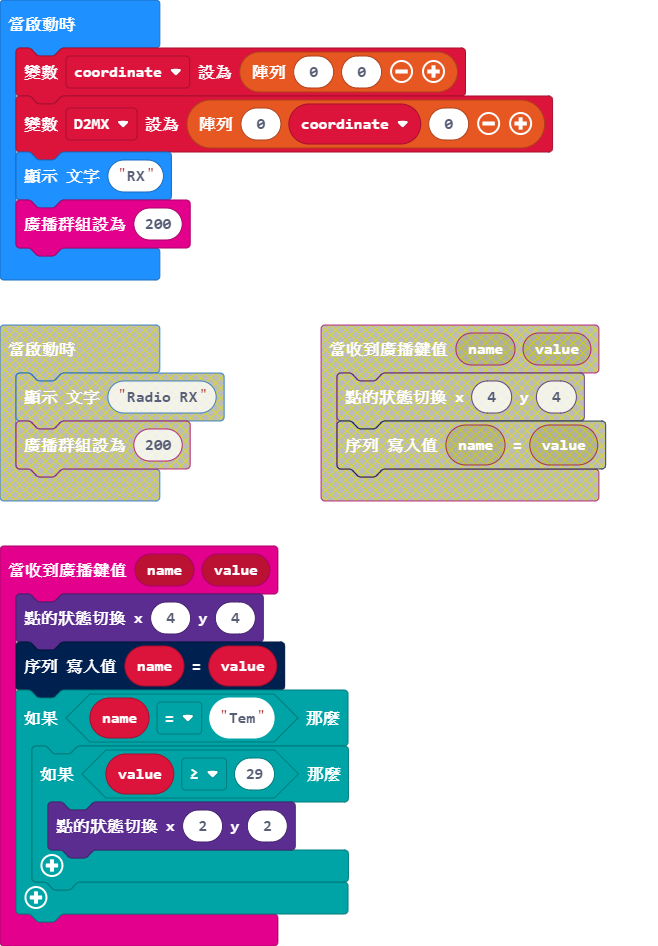 當啟動時
變數 coordinate 設為 陣列 0 0
變數 D2MX 設為 陣列 0 coordinate 0
顯示 文字 "RX"
廣播群組設為 200
當啟動時
顯示 文字 "Radio RX"
廣播群組設為 200
當收到廣播鍵值 name value
點的狀態切換 x 4 y 4
序列 寫入值 name = value
當收到廣播鍵值 name value
點的狀態切換 x 4 y 4
序列 寫入值 name = value
如果 name = "Tem" 那麼
如果 value ≥ 29 那麼
點的狀態切換 x 2 y 2